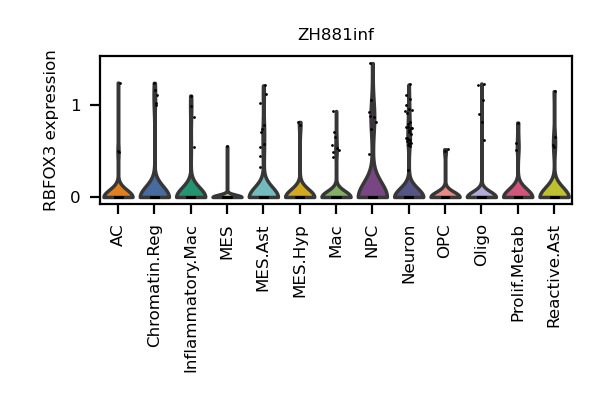 ZH881inf
RBFOX3 expression
1
0
AC
Chromatin.Reg
Inflammatory.Mac
MES
MES.Ast
MES.Hyp
Mac
NPC
Neuron
OPC
Oligo
Prolif.Metab
Reactive.Ast